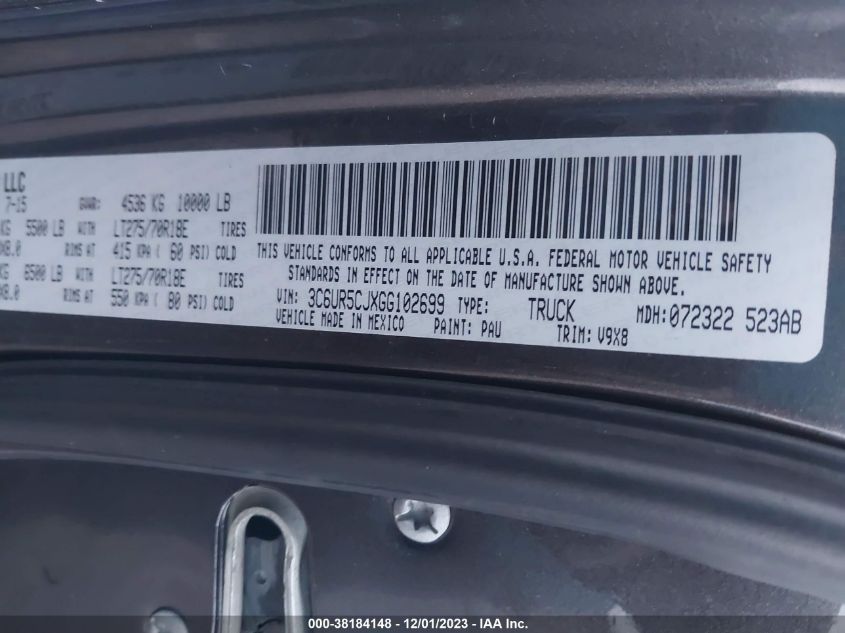 LLC
7-15 GVWR: 4536 KG 10000 LB
KG 5500 LB WITH LT275/70R18E TIRES
X8.0 RIMS AT 415 KPA ( 60 PSI) COLD
KG 6500 LB WITH LT275/70R18E TIRES
X8.0 RIMS AT 550 KPA ( 80 PSI) COLD
THIS VEHICLE CONFORMS TO ALL APPLICABLE U.S.A. FEDERAL MOTOR VEHICLE SAFETY
STANDARDS IN EFFECT ON THE DATE OF MANUFACTURE SHOWN ABOVE.
VIN: 3C6UR5CJXGG102699 TYPE: TRUCK MDH: 072322 523AB
VEHICLE MADE IN MEXICO PAINT: PAU TRIM: V9X8
000-38184148 - 12/01/2023 - IAA Inc.